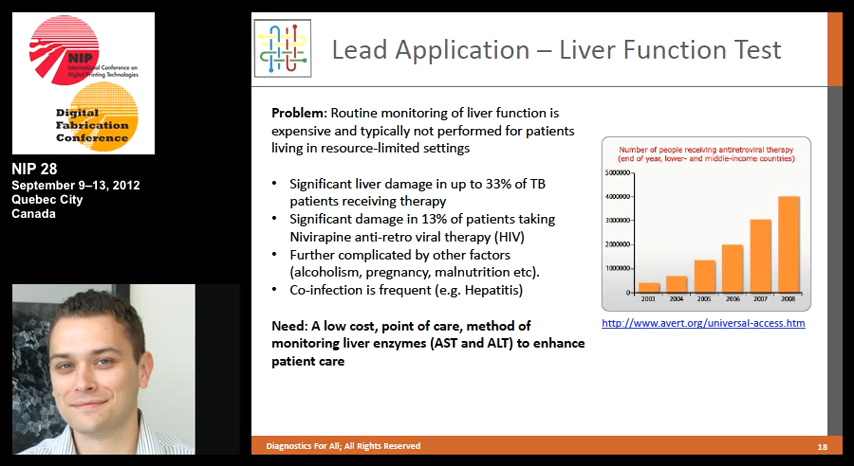 NIP
International Conference on
Digital Printing Technologies
Digital
Fabrication
Conference
NIP 28
September 9–13, 2012
Quebec City
Canada
Lead Application – Liver Function Test
Problem: Routine monitoring of liver function is
expensive and typically not performed for patients
living in resource-limited settings
• Significant liver damage in up to 33% of TB
patients receiving therapy
• Significant damage in 13% of patients taking
Nivirapine anti-retro viral therapy (HIV)
• Further complicated by other factors
(alcoholism, pregnancy, malnutrition etc).
• Co-infection is frequent (e.g. Hepatitis)
Need: A low cost, point of care, method of
monitoring liver enzymes (AST and ALT) to enhance
patient care
Number of people receiving antiretroviral therapy
(end of year, lower- and middle-income countries)
5000000
4000000
3000000
2000000
1000000
0
2003 2004 2005 2006 2007 2008
http://www.avert.org/universal-access.htm
Diagnostics For All; All Rights Reserved
18